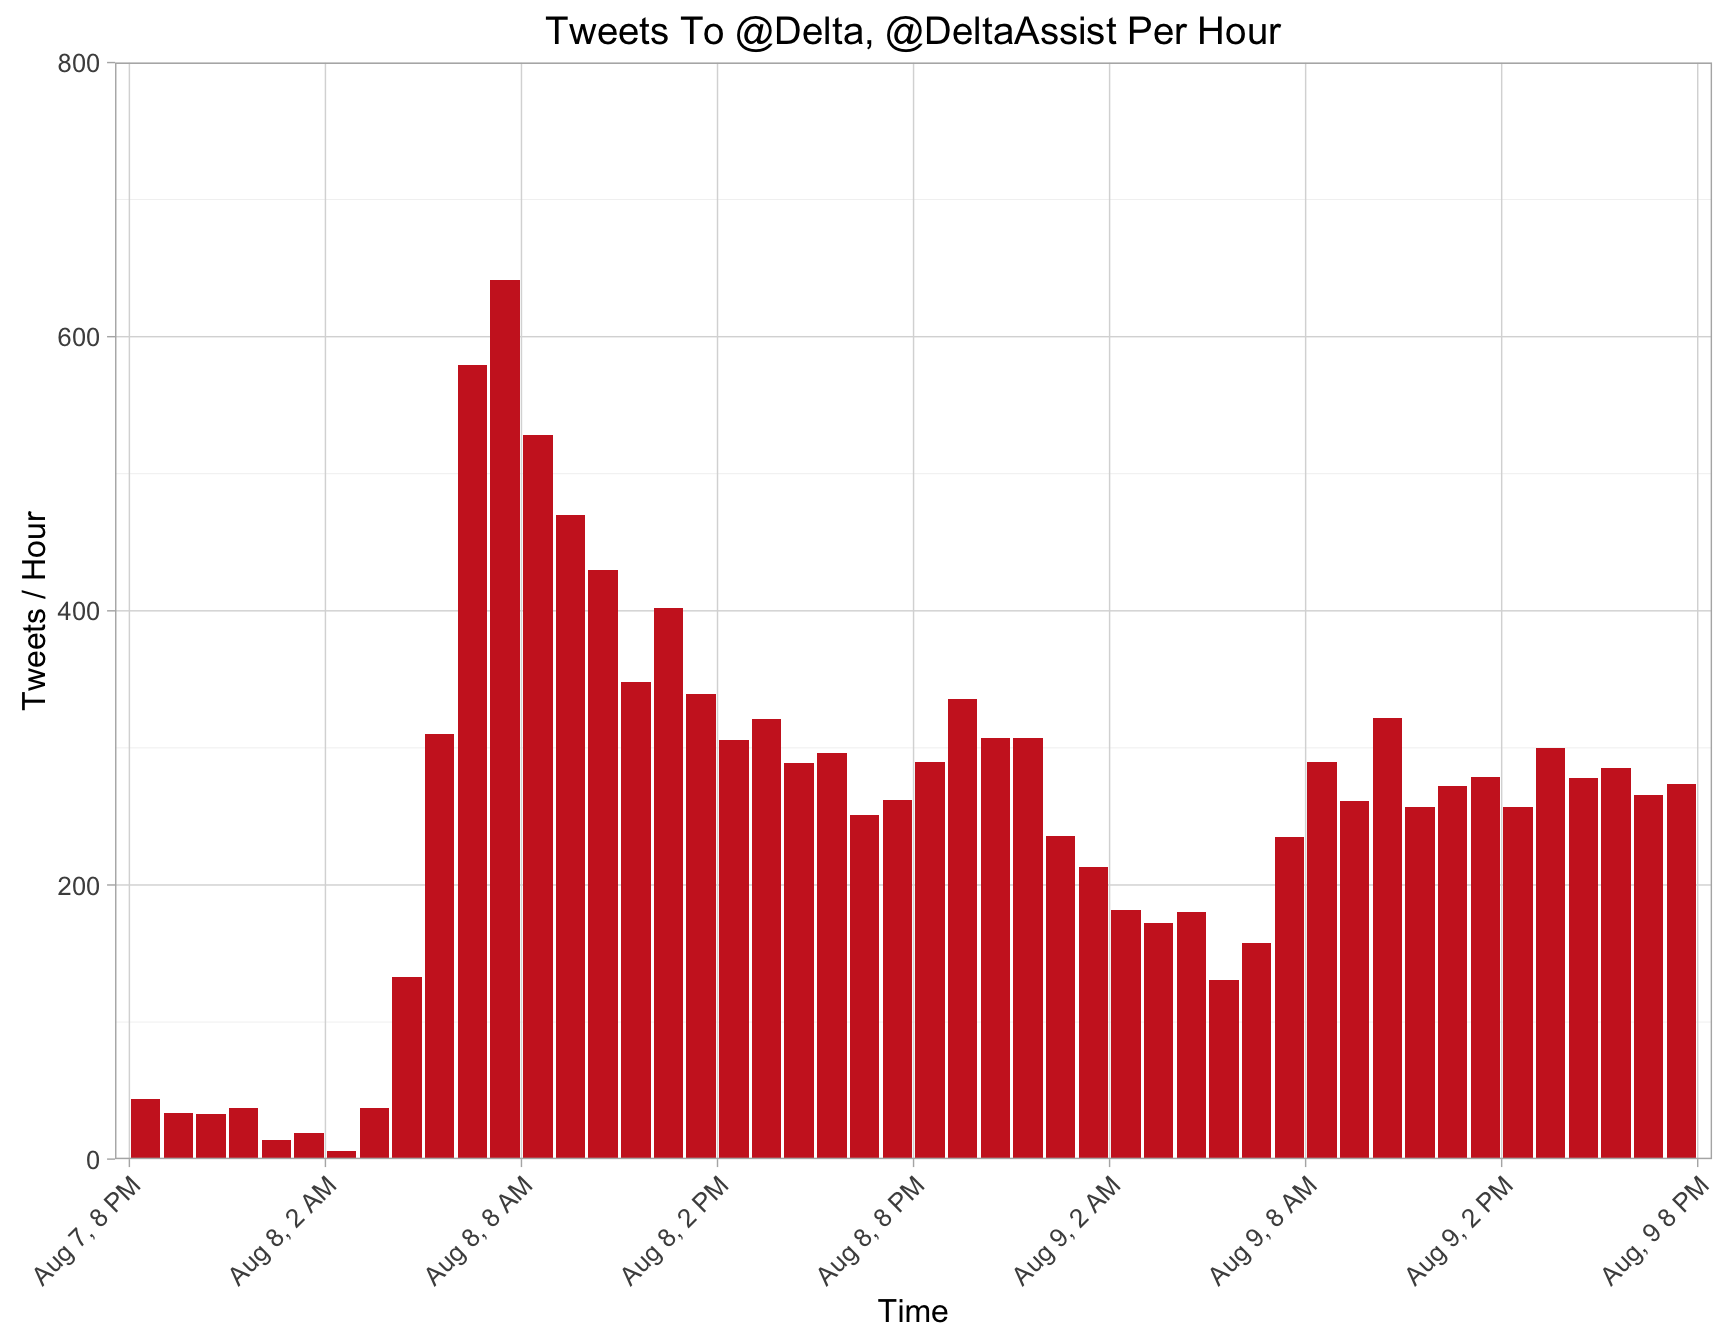 Tweets To @Delta, @DeltaAssist Per Hour
800
600
400
200
0
Tweets / Hour
Aug 7, 8 PM
Aug 8, 2 AM
Aug 8, 8 AM
Aug 8, 2 PM
Aug 8, 8 PM
Aug 9, 2 AM
Aug 9, 8 AM
Aug 9, 2 PM
Aug, 9 8 PM
Time